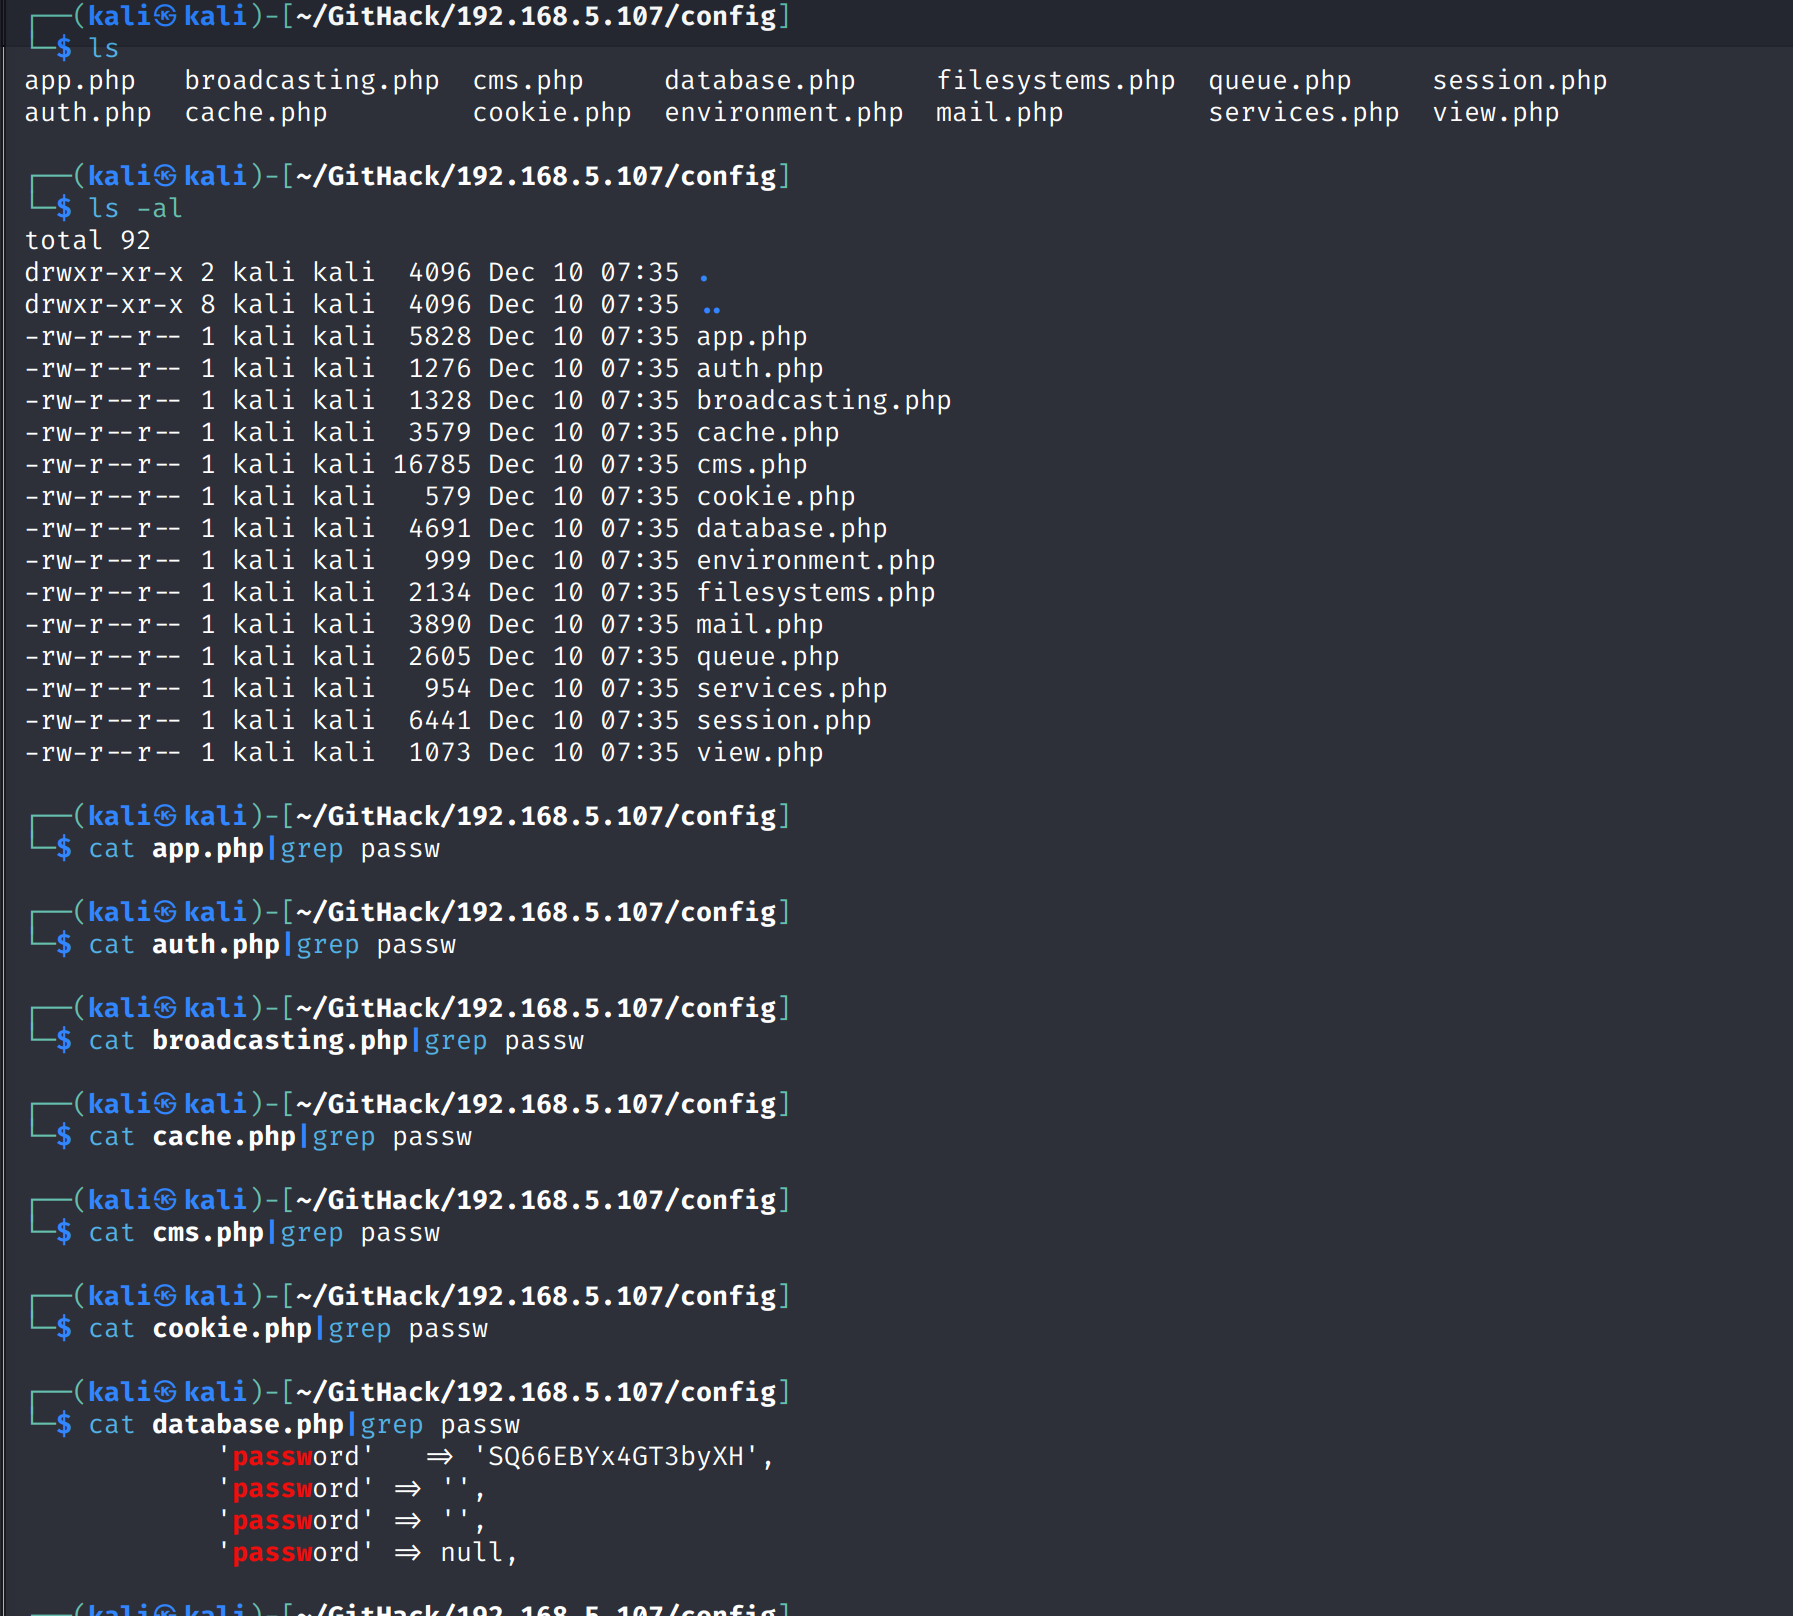 ┌──(kali㉿kali)-[~/GitHack/192.168.5.107/config]
└─$ ls
app.php   broadcasting.php  cms.php     database.php     filesystems.php  queue.php     session.php
auth.php  cache.php         cookie.php  environment.php  mail.php         services.php  view.php
┌──(kali㉿kali)-[~/GitHack/192.168.5.107/config]
└─$ ls -al
total 92
drwxr-xr-x 2 kali kali  4096 Dec 10 07:35 .
drwxr-xr-x 8 kali kali  4096 Dec 10 07:35 ..
-rw-r--r-- 1 kali kali  5828 Dec 10 07:35 app.php
-rw-r--r-- 1 kali kali  1276 Dec 10 07:35 auth.php
-rw-r--r-- 1 kali kali  1328 Dec 10 07:35 broadcasting.php
-rw-r--r-- 1 kali kali  3579 Dec 10 07:35 cache.php
-rw-r--r-- 1 kali kali 16785 Dec 10 07:35 cms.php
-rw-r--r-- 1 kali kali   579 Dec 10 07:35 cookie.php
-rw-r--r-- 1 kali kali  4691 Dec 10 07:35 database.php
-rw-r--r-- 1 kali kali   999 Dec 10 07:35 environment.php
-rw-r--r-- 1 kali kali  2134 Dec 10 07:35 filesystems.php
-rw-r--r-- 1 kali kali  3890 Dec 10 07:35 mail.php
-rw-r--r-- 1 kali kali  2605 Dec 10 07:35 queue.php
-rw-r--r-- 1 kali kali   954 Dec 10 07:35 services.php
-rw-r--r-- 1 kali kali  6441 Dec 10 07:35 session.php
-rw-r--r-- 1 kali kali  1073 Dec 10 07:35 view.php
┌──(kali㉿kali)-[~/GitHack/192.168.5.107/config]
└─$ cat app.php|grep passw
┌──(kali㉿kali)-[~/GitHack/192.168.5.107/config]
└─$ cat auth.php|grep passw
┌──(kali㉿kali)-[~/GitHack/192.168.5.107/config]
└─$ cat broadcasting.php|grep passw
┌──(kali㉿kali)-[~/GitHack/192.168.5.107/config]
└─$ cat cache.php|grep passw
┌──(kali㉿kali)-[~/GitHack/192.168.5.107/config]
└─$ cat cms.php|grep passw
┌──(kali㉿kali)-[~/GitHack/192.168.5.107/config]
└─$ cat cookie.php|grep passw
┌──(kali㉿kali)-[~/GitHack/192.168.5.107/config]
└─$ cat database.php|grep passw
            'password'   => 'SQ66EBYx4GT3byXH',
            'password' => '',
            'password' => '',
            'password' => null,
┌──(kali㉿kali)-[~/GitHack/192.168.5.107/config]